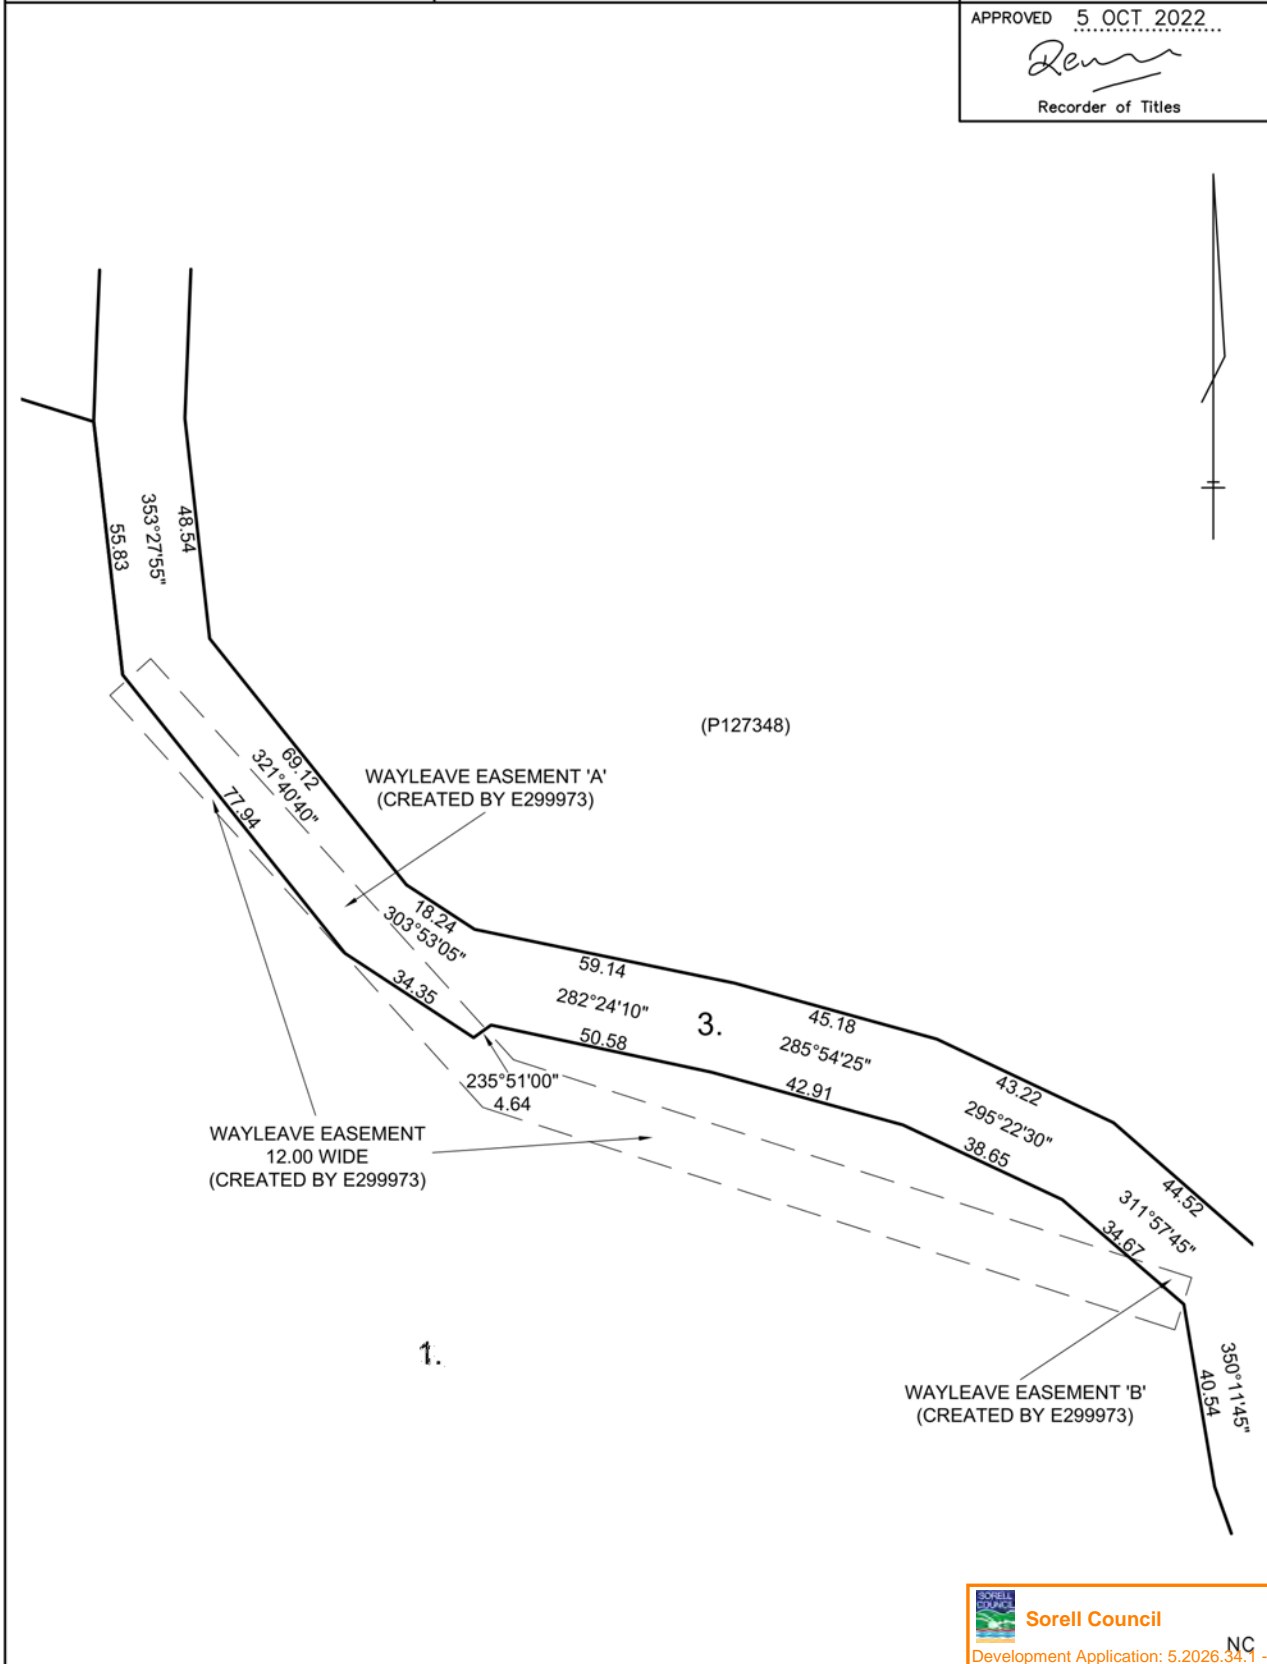 APPROVED 5 OCT 2022
Recorder of Titles
353°27'55"
48.54
55.83
(P127348)
69.12
321°40'40"
77.94
WAYLEAVE EASEMENT 'A'
(CREATED BY E299973)
18.24
303°53'05"
34.35
59.14
282°24'10"
50.58
3.
45.18
285°54'25"
42.91
235°51'00"
4.64
43.22
295°22'30"
38.65
WAYLEAVE EASEMENT
12.00 WIDE
(CREATED BY E299973)
44.52
311°57'45"
34.67
1.
350°11'45"
40.54
WAYLEAVE EASEMENT 'B'
(CREATED BY E299973)
SORELL
COUNCIL
Sorell Council
Development Application: 5.2026.34.1 -
NC